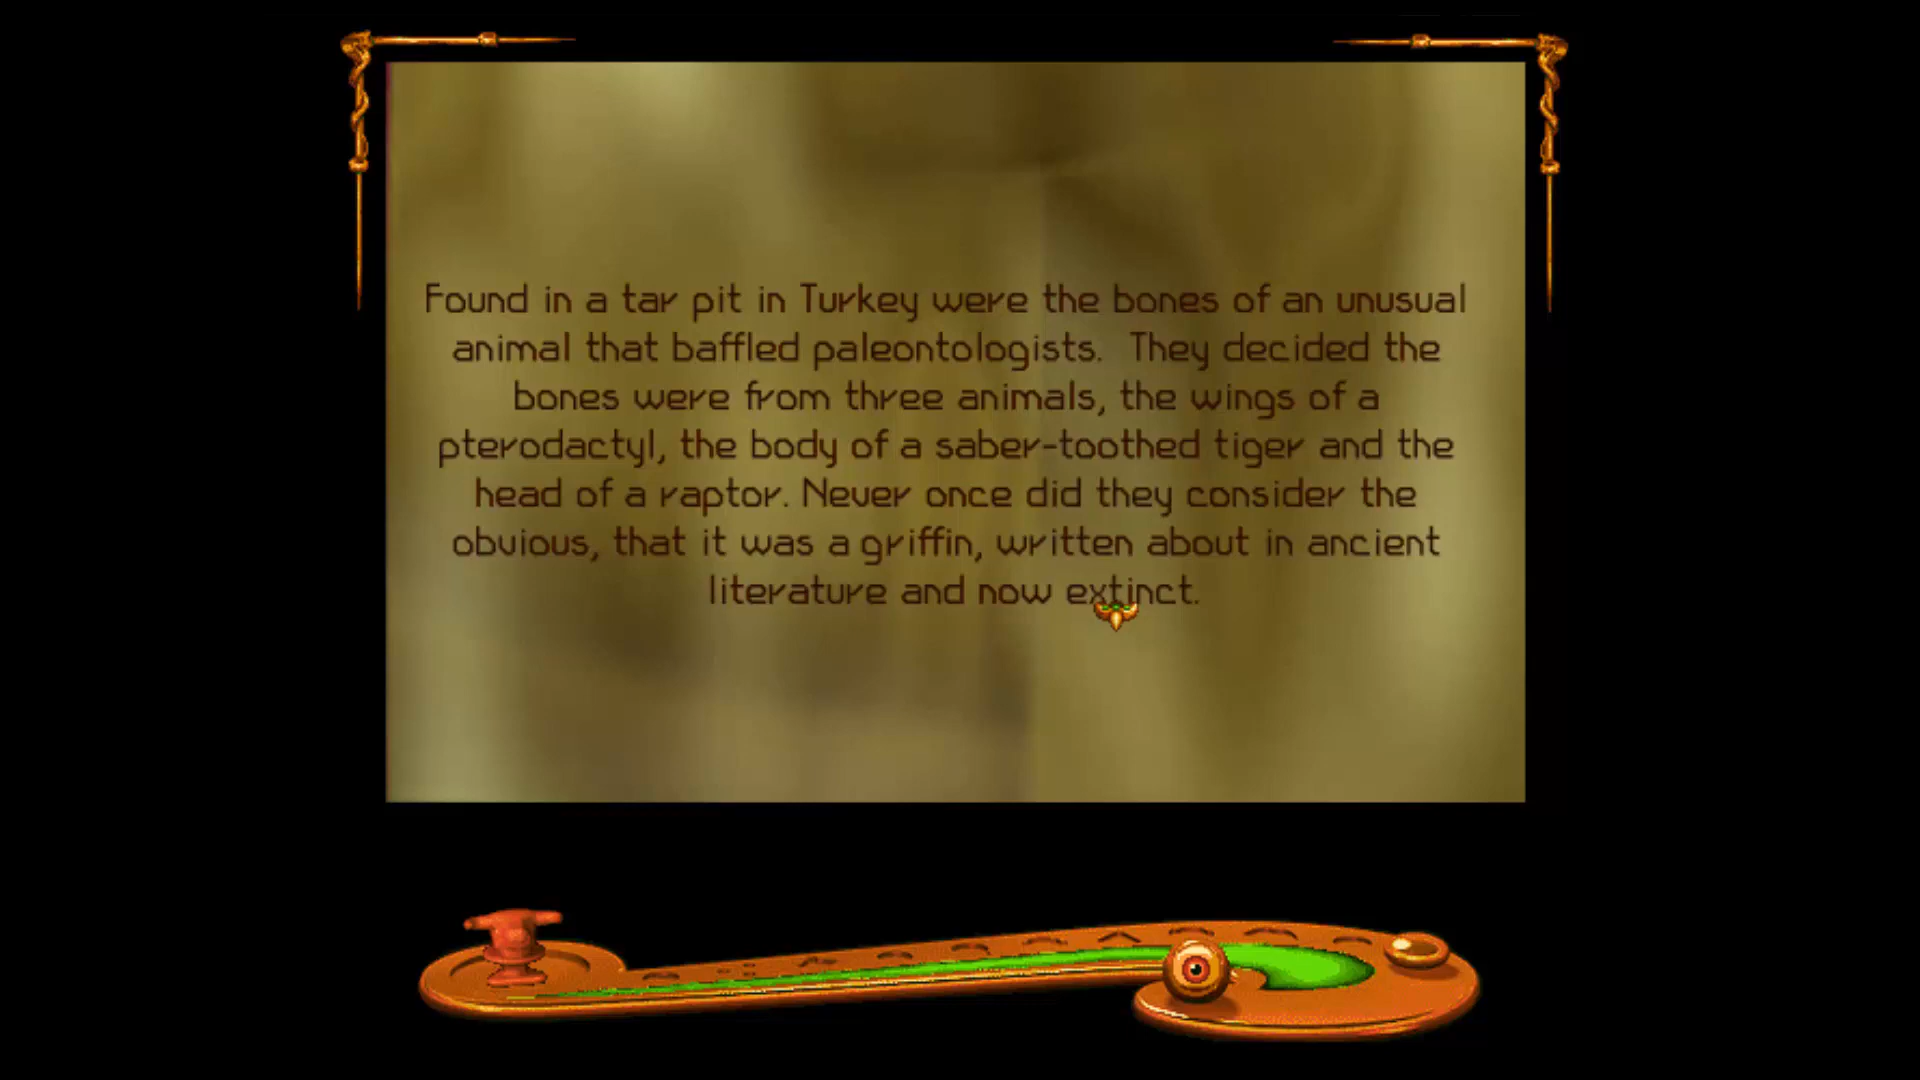 Found in a tar pit in Turkey were the bones of an unusual
animal that baffled paleontologists.  They decided the
bones were from three animals, the wings of a
pterodactyl, the body of a saber-toothed tiger and the
head of a raptor. Never once did they consider the
obvious, that it was a griffin, written about in ancient
literature and now extinct.